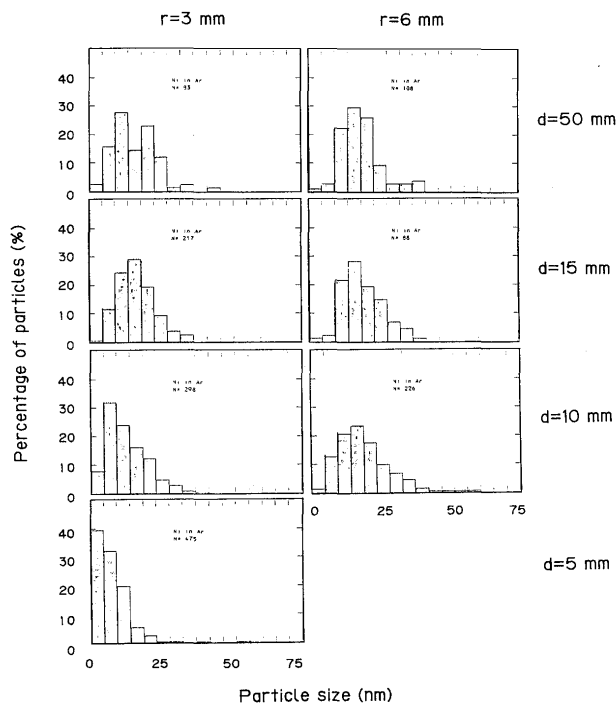 r=3 mm
r=6 mm
40
30
20
10
0
Ni in Ar
N= 93
Ni in Ar
N= 108
d=50 mm
40
30
20
10
0
Ni in Ar
N= 217
Ni in Ar
d=15 mm
40
30
20
10
0
Ni in Ar
N= 298
Ni in Ar
N= 226
d=10 mm
0
25
50
75
40
30
20
10
0
Ni in Ar
N= 475
d=5 mm
0
25
50
75
Percentage of particles (%)
Particle size (nm)